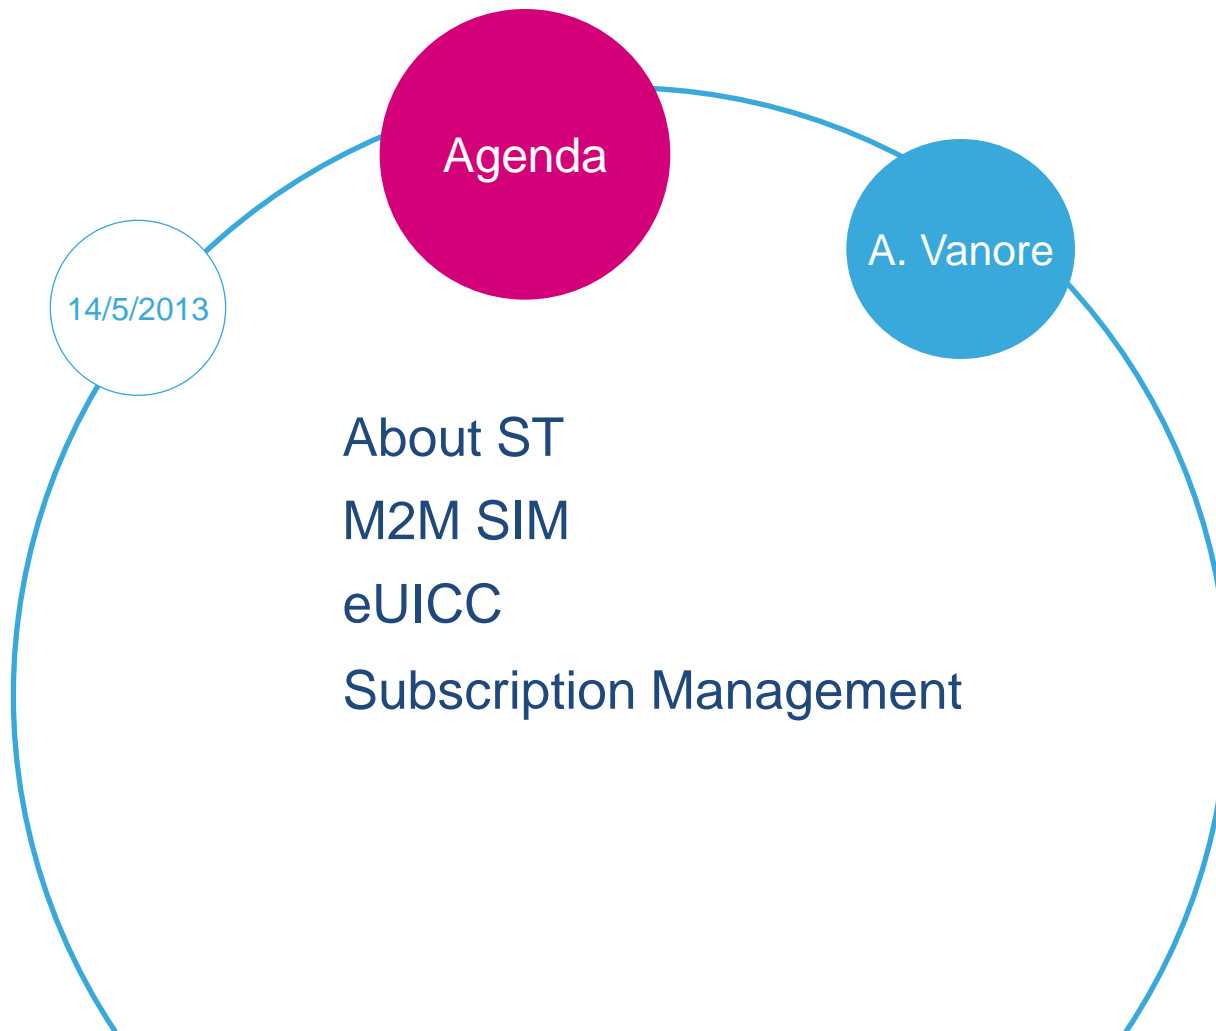 Agenda
A. Vanore
14/5/2013
About ST
M2M SIM
eUICC
Subscription Management